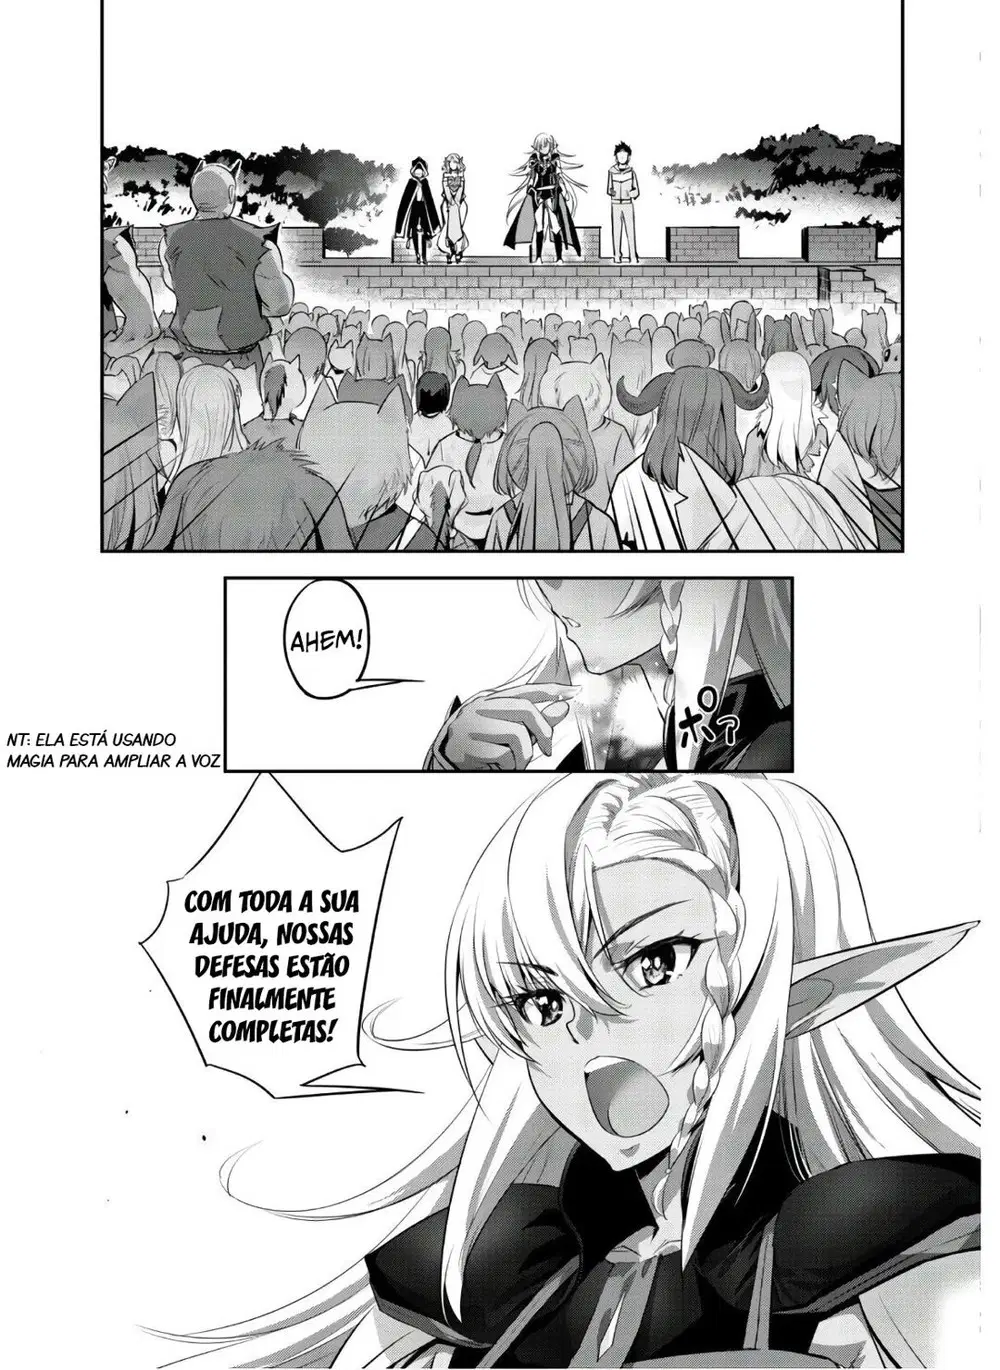 AHEM!
ポァ
NT: ELA ESTÁ USANDO
MAGIA PARA AMPLIAR A VOZ
COM TODA A SUA
AJUDA, NOSSAS
DEFESAS ESTÃO
FINALMENTE
COMPLETAS!